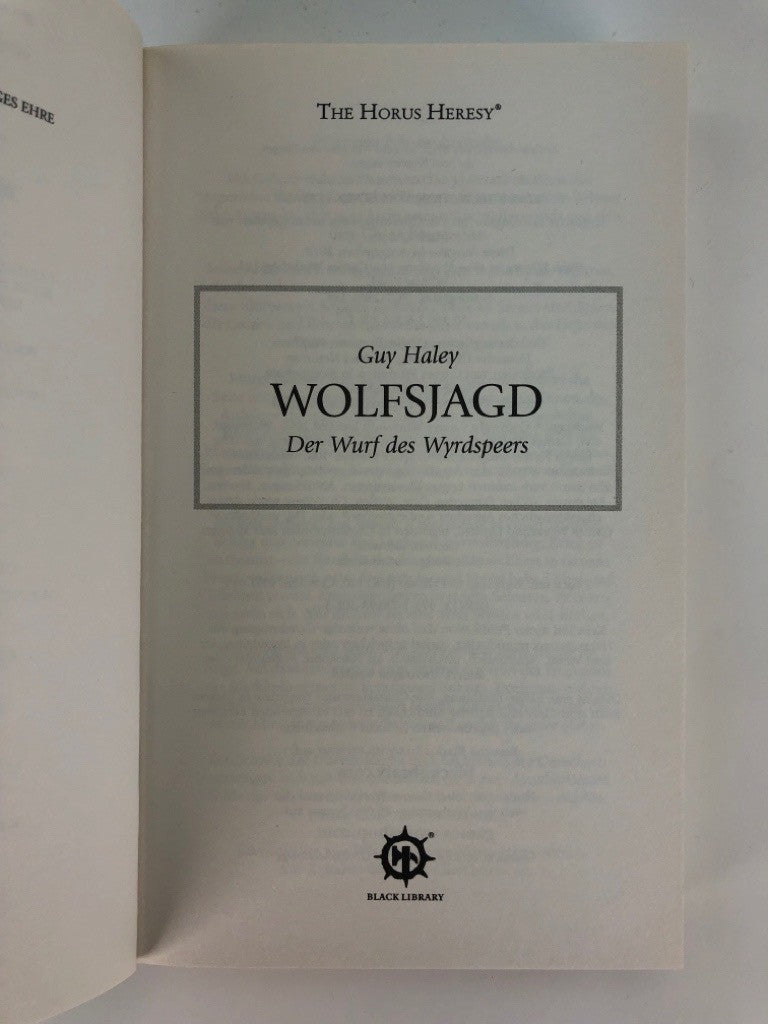 GES EHRE
THE HORUS HERESY®
Guy Haley
WOLFSJAGD
Der Wurf des Wyrdspeers
®
BLACK LIBRARY